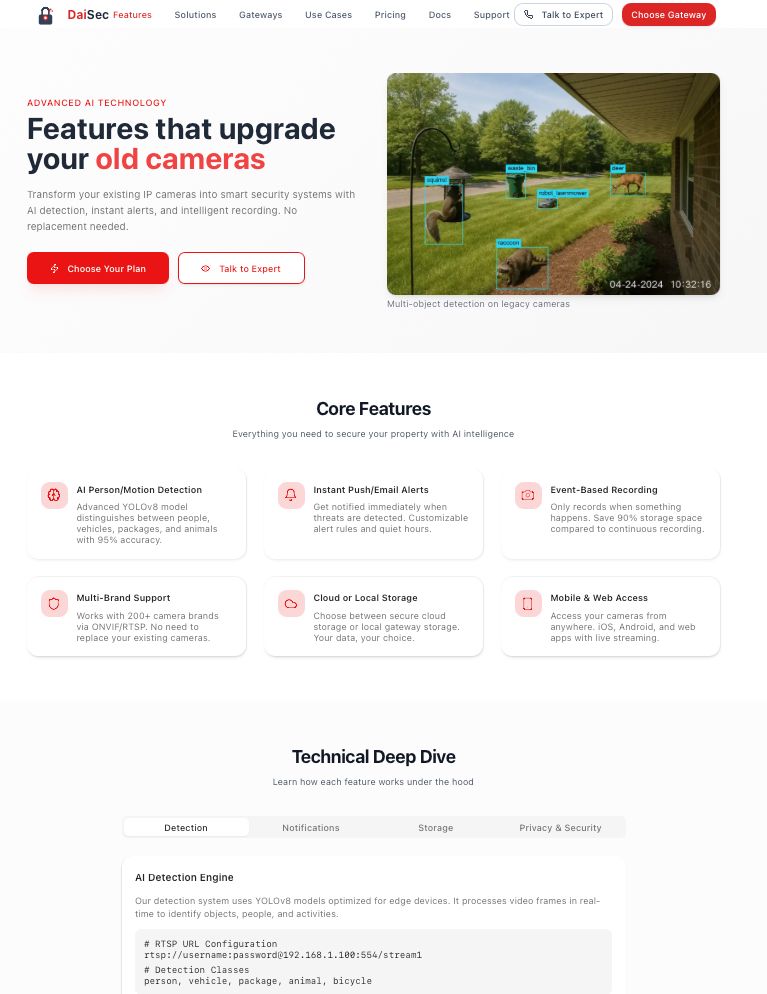 DaiSec Features Solutions Gateways Use Cases Pricing Docs Support Talk to Expert Choose Gateway
ADVANCED AI TECHNOLOGY
Features that upgrade
your old cameras
Transform your existing IP cameras into smart security systems with
AI detection, instant alerts, and intelligent recording. No
replacement needed.
Choose Your Plan Talk to Expert
squirrel
waste_bin
deer
robot_lawnmower
raccoon
04-24-2024 10:32:16
Multi-object detection on legacy cameras
Core Features
Everything you need to secure your property with AI intelligence
AI Person/Motion Detection
Advanced YOLOv8 model
distinguishes between people,
vehicles, packages, and animals
with 95% accuracy.
Instant Push/Email Alerts
Get notified immediately when
threats are detected. Customizable
alert rules and quiet hours.
Event-Based Recording
Only records when something
happens. Save 90% storage space
compared to continuous recording.
Multi-Brand Support
Works with 200+ camera brands
via ONVIF/RTSP. No need to
replace your existing cameras.
Cloud or Local Storage
Choose between secure cloud
storage or local gateway storage.
Your data, your choice.
Mobile & Web Access
Access your cameras from
anywhere. iOS, Android, and web
apps with live streaming.
Technical Deep Dive
Learn how each feature works under the hood
Detection Notifications Storage Privacy & Security
AI Detection Engine
Our detection system uses YOLOv8 models optimized for edge devices. It processes video frames in real-
time to identify objects, people, and activities.
# RTSP URL Configuration
rtsp://username:password@192.168.1.100:554/stream1
# Detection Classes
person, vehicle, package, animal, bicycle